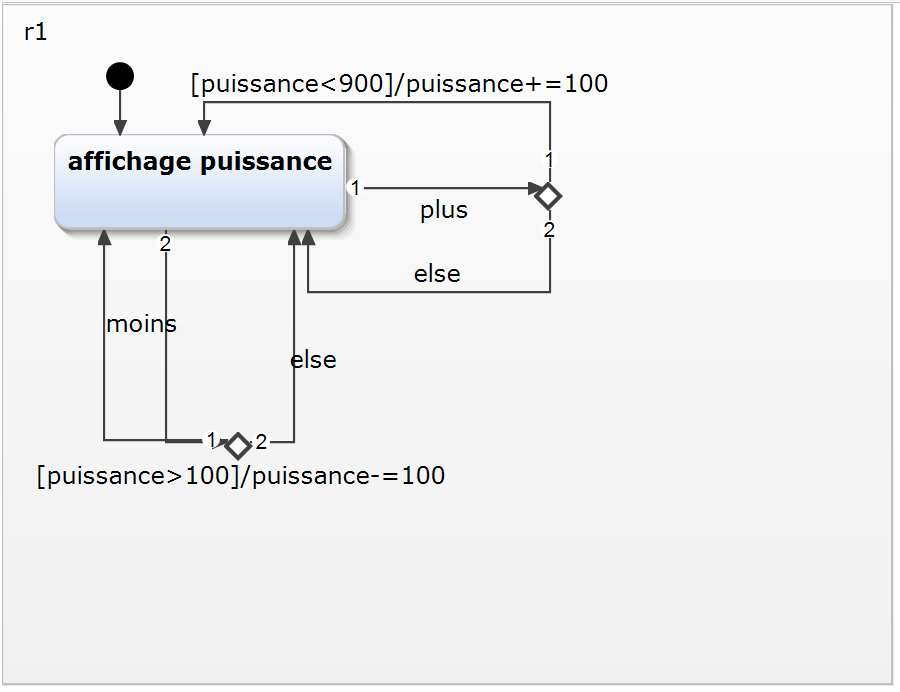 r1
[puissance<900]/puissance+=100
affichage puissance
1
1
plus
2
2
else
moins
else
1
2
[puissance>100]/puissance-=100